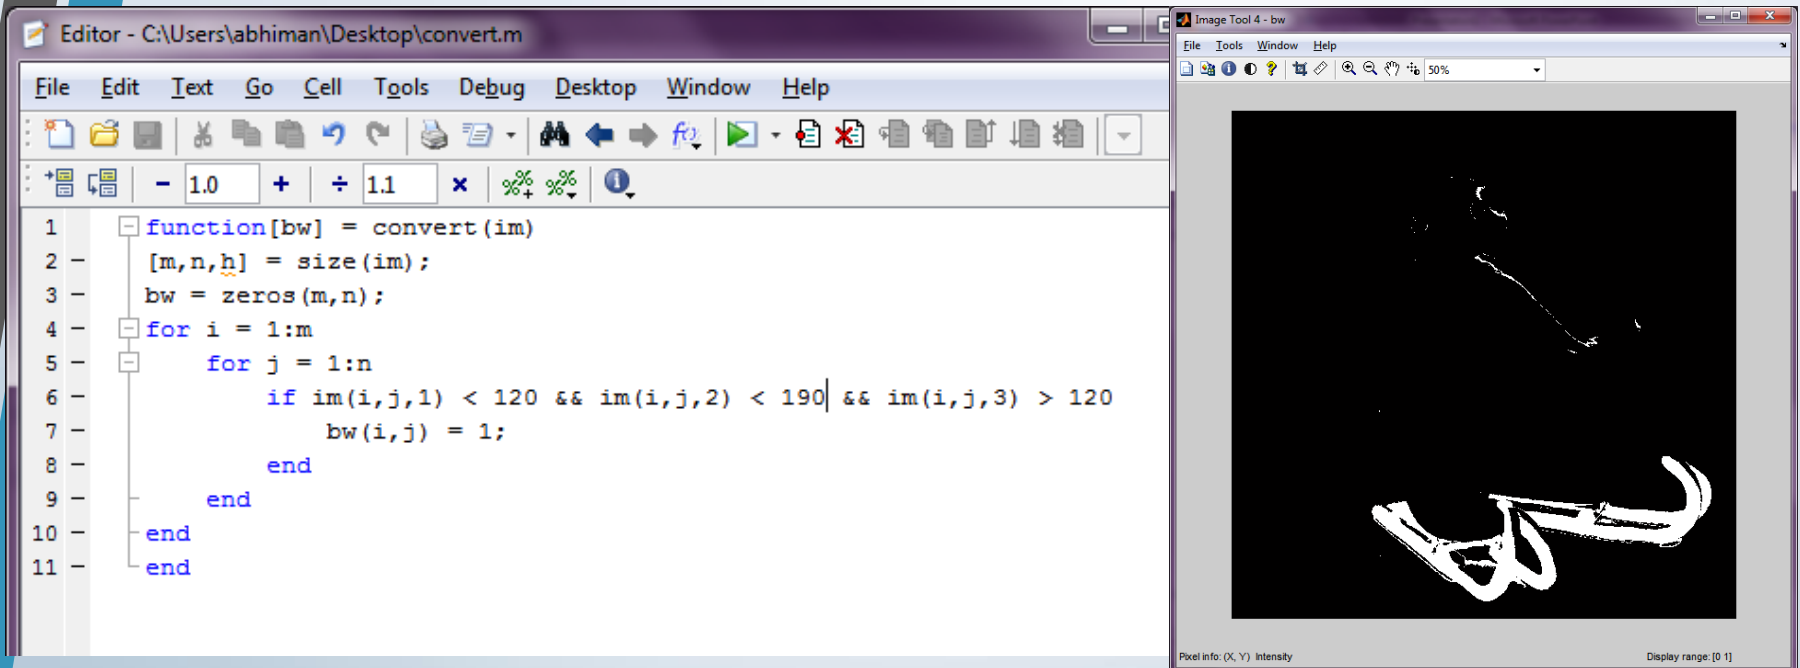 Editor - C:\Users\abhiman\Desktop\convert.m
File Edit Text Go Cell Tools Debug Desktop Window Help
1.0
1.1
1 function[bw] = convert(im)
2 [m,n,h] = size(im);
3 bw = zeros(m,n);
4 for i = 1:m
5 for j = 1:n
6 if im(i,j,1) < 120 && im(i,j,2) < 190 && im(i,j,3) > 120
7 bw(i,j) = 1;
8 end
9 end
10 end
11 end
Image Tool 4 - bw
File Tools Window Help
50%
Pixel info: (X, Y) Intensity
Display range: [0 1]